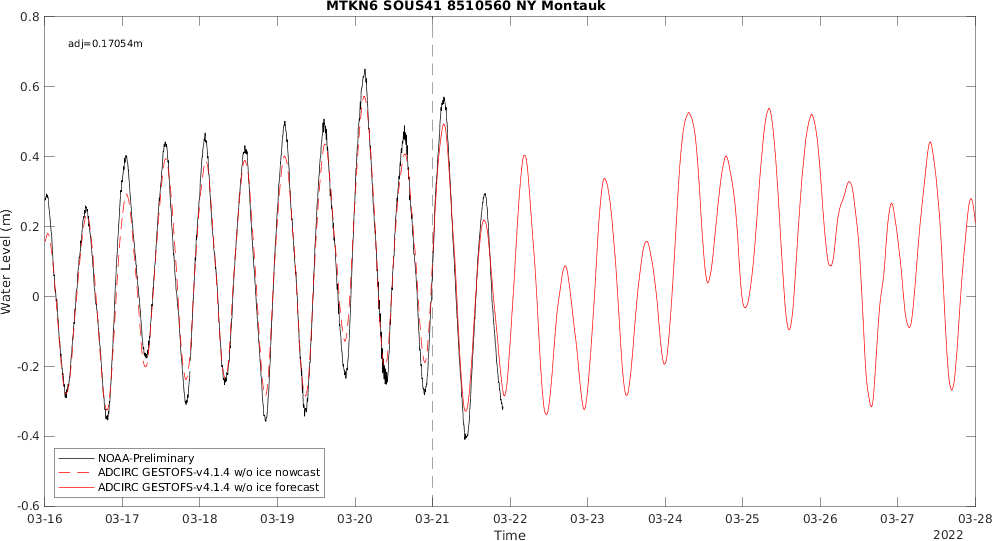 MTKN6 SOUS41 8510560 NY Montauk
adj=0.17054m
Water Level (m)
0.8
0.6
0.4
0.2
0
-0.2
-0.4
-0.6
NOAA-Preliminary
ADCIRC GESTOFS-v4.1.4 w/o ice nowcast
ADCIRC GESTOFS-v4.1.4 w/o ice forecast
03-16 03-17 03-18 03-19 03-20 03-21 03-22 03-23 03-24 03-25 03-26 03-27 03-28
Time
2022